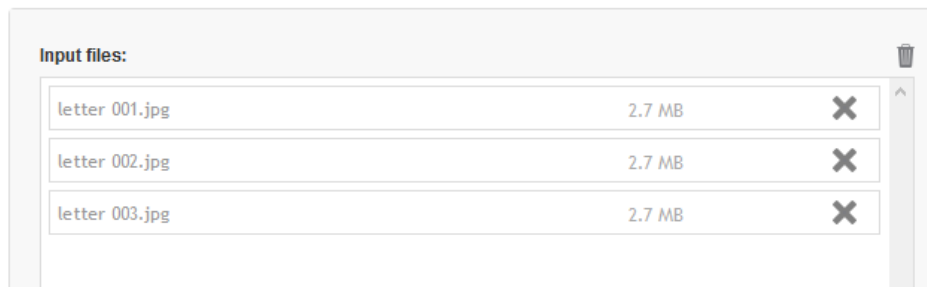 Input files:
letter 001.jpg 2.7 MB
letter 002.jpg 2.7 MB
letter 003.jpg 2.7 MB